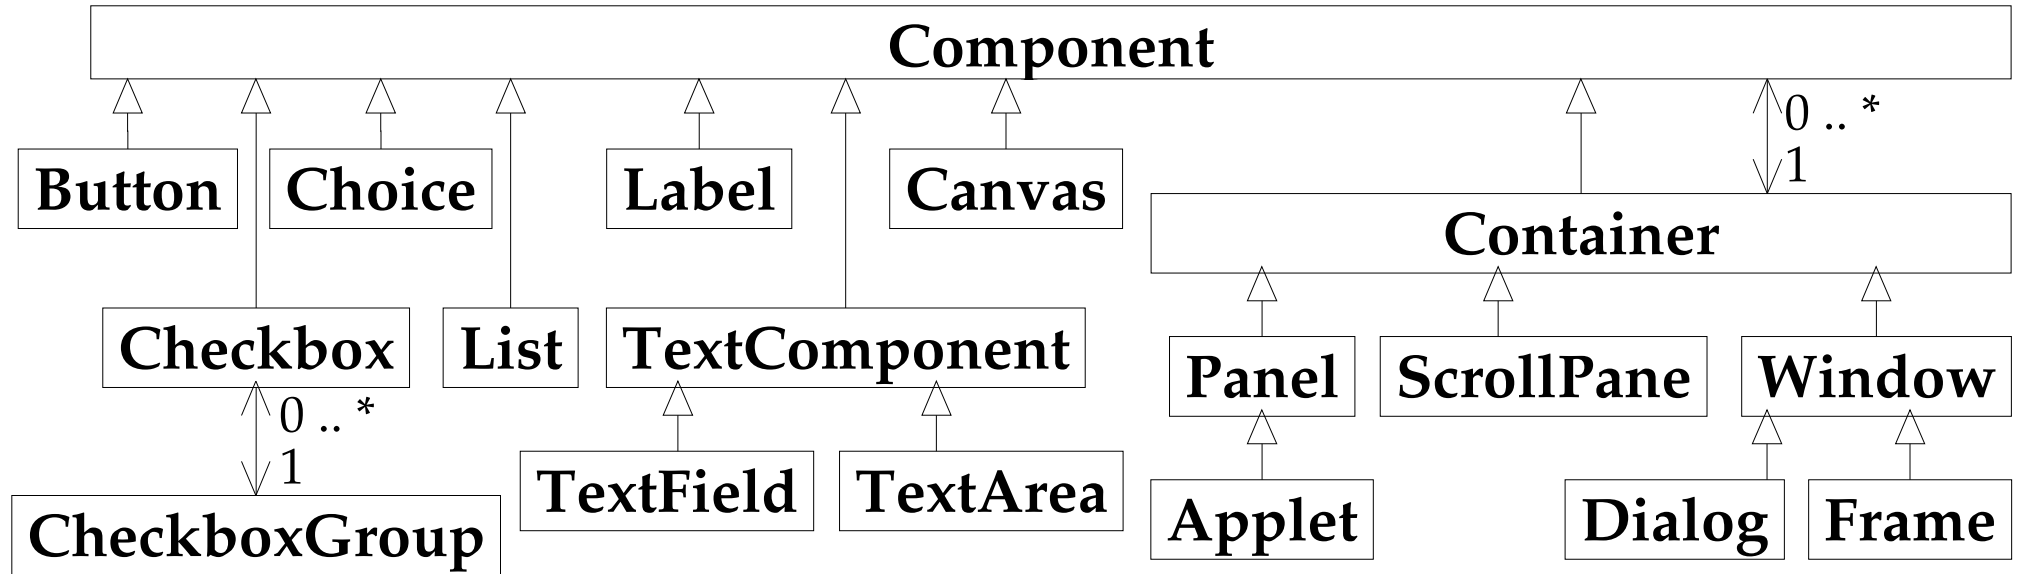 Component
0 .. *
1
Button
Choice
Label
Canvas
Container
Checkbox
List
TextComponent
Panel
ScrollPane
Window
0 .. *
1
TextField
TextArea
Applet
Dialog
Frame
CheckboxGroup